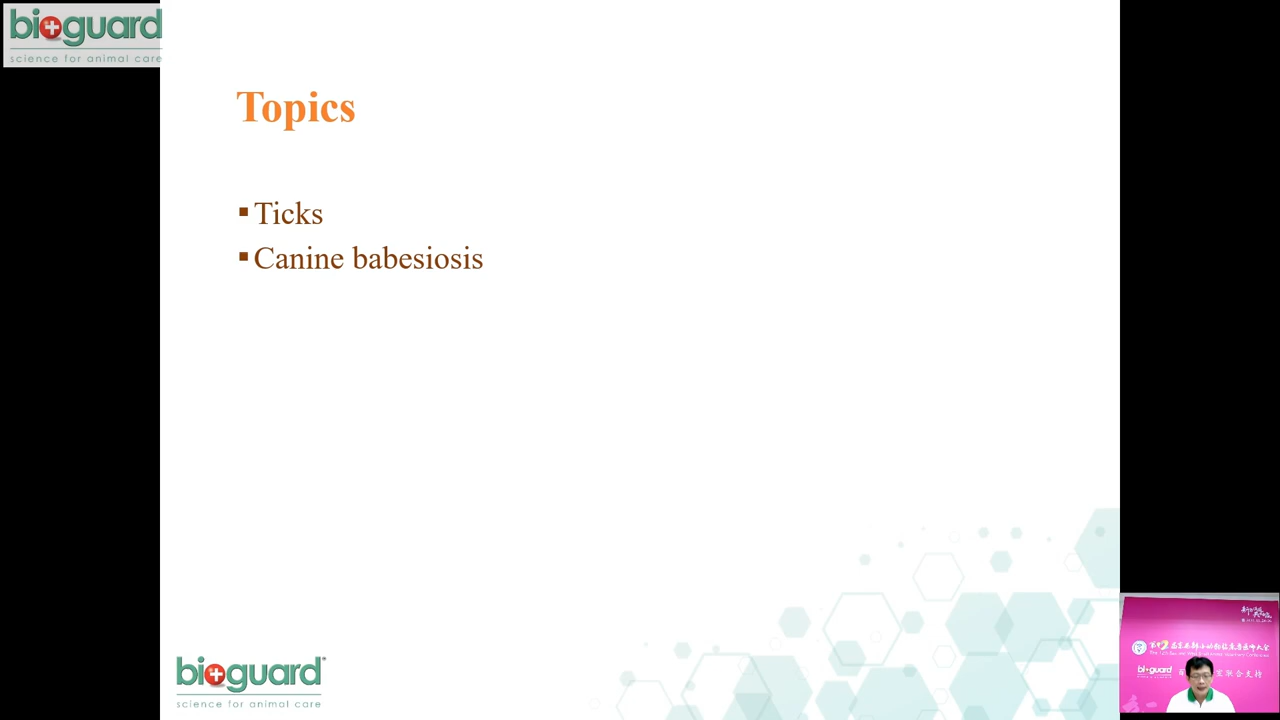 bioguard
science for animal care
Topics
▪ Ticks
▪ Canine babesiosis
bioguard®
science for animal care
bioguard